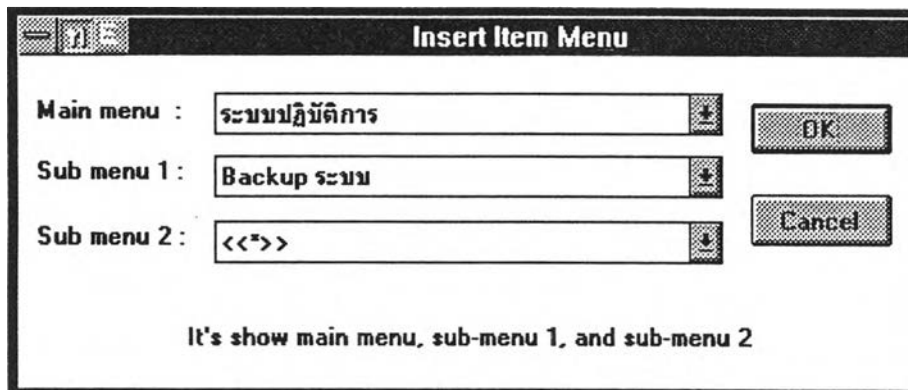 ก E Insert Item Menu
Main menu : ระบบปฏิบัติการ OK
Sub menu 1 : Backup ระบบ
Sub menu 2 : <<*>> Cancel
It's show main menu, sub-menu 1, and sub-menu 2